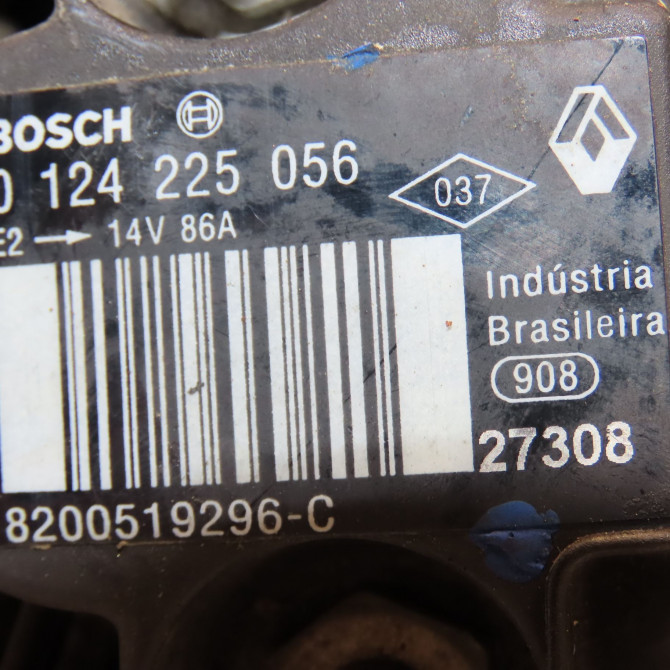 BOSCH
0 124 225 056
037
E2 → 14V 86A
Indústria
Brasileira
908
27308
8200519296-C